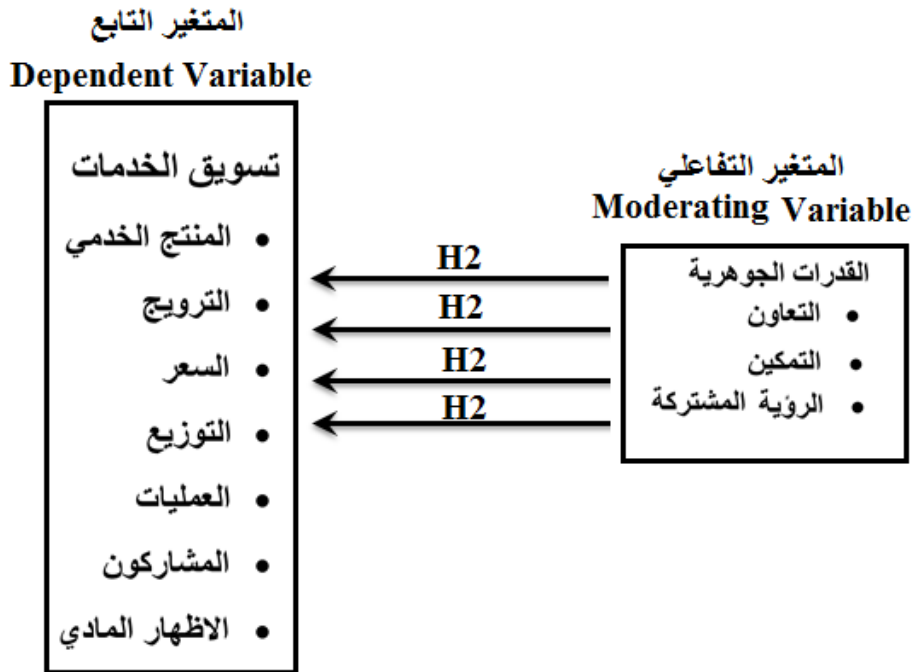 المتغير التابع
Dependent Variable
تسويق الخدمات
• المنتج الخدمي
• الترويج
• السعر
• التوزيع
• العمليات
• المشاركون
• الاظهار المادي
H2
H2
H2
H2
المتغير التفاعلي
Moderating Variable
القدرات الجوهرية
• التعاون
• التمكين
• الرؤية المشتركة